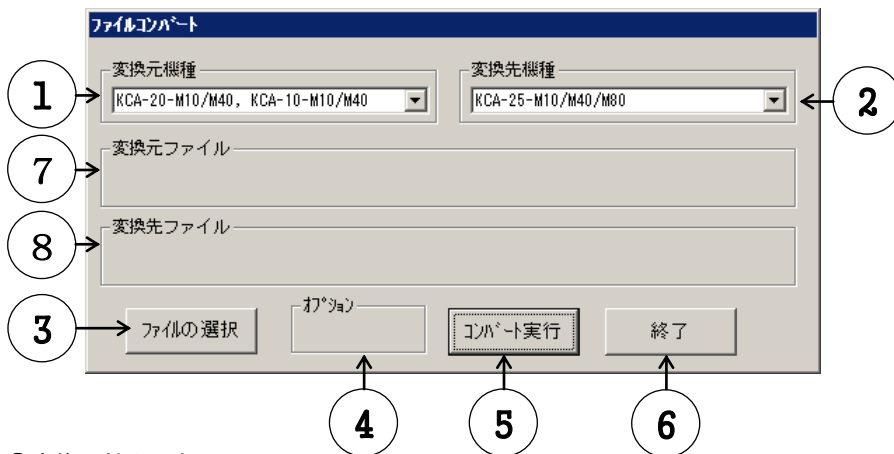 ファイルコンバート
変換元機種
変換先機種
1
KCA-20-M10/M40, KCA-10-M10/M40
KCA-25-M10/M40/M80
2
変換元ファイル
7
変換先ファイル
8
3
ファイルの選択
オプション
コンバート実行
終了
4
5
6